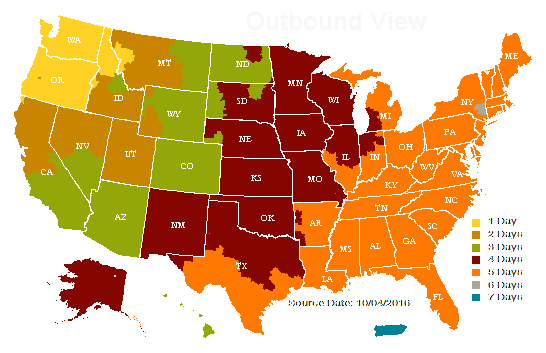 Outbound View
WA
OR
MT
ID
ND
MN
ME
WI
MI
NY
SD
WY
NV
UT
CA
NE
IA
IL
IN
OH
PA
CO
KS
MO
KY
WV
VA
AZ
NM
OK
AR
TN
NC
SC
MS
AL
GA
TX
LA
FL
1 Day
2 Days
3 Days
4 Days
5 Days
6 Days
7 Days
Source Date: 10/04/2016